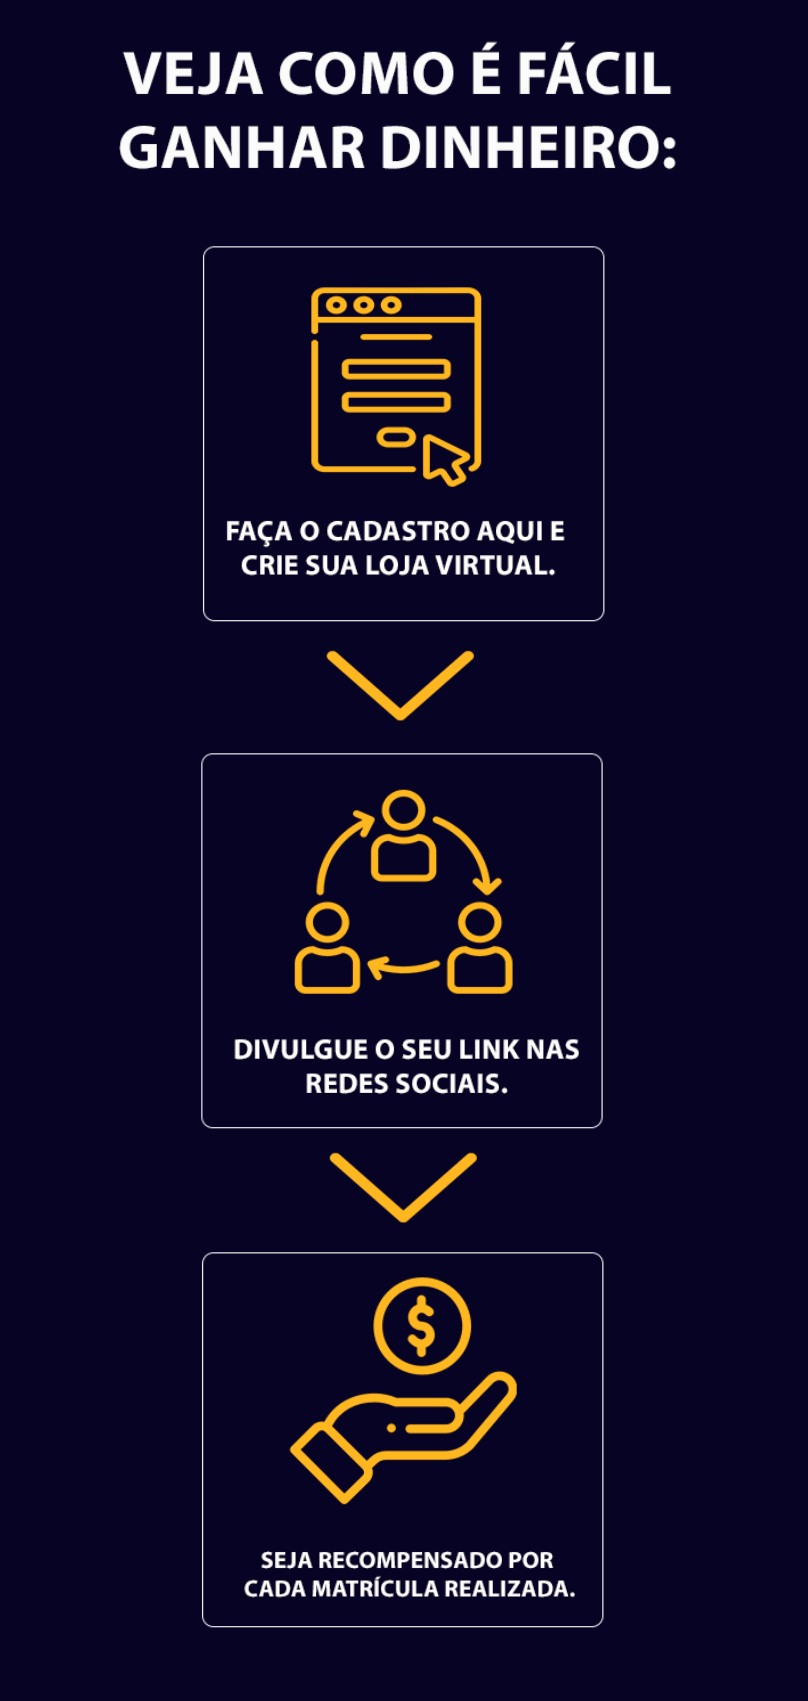 VEJA COMO É FÁCIL
GANHAR DINHEIRO:
FAÇA O CADASTRO AQUI E
CRIE SUA LOJA VIRTUAL.
DIVULGUE O SEU LINK NAS
REDES SOCIAIS.
$
SEJA RECOMPENSADO POR
CADA MATRÍCULA REALIZADA.